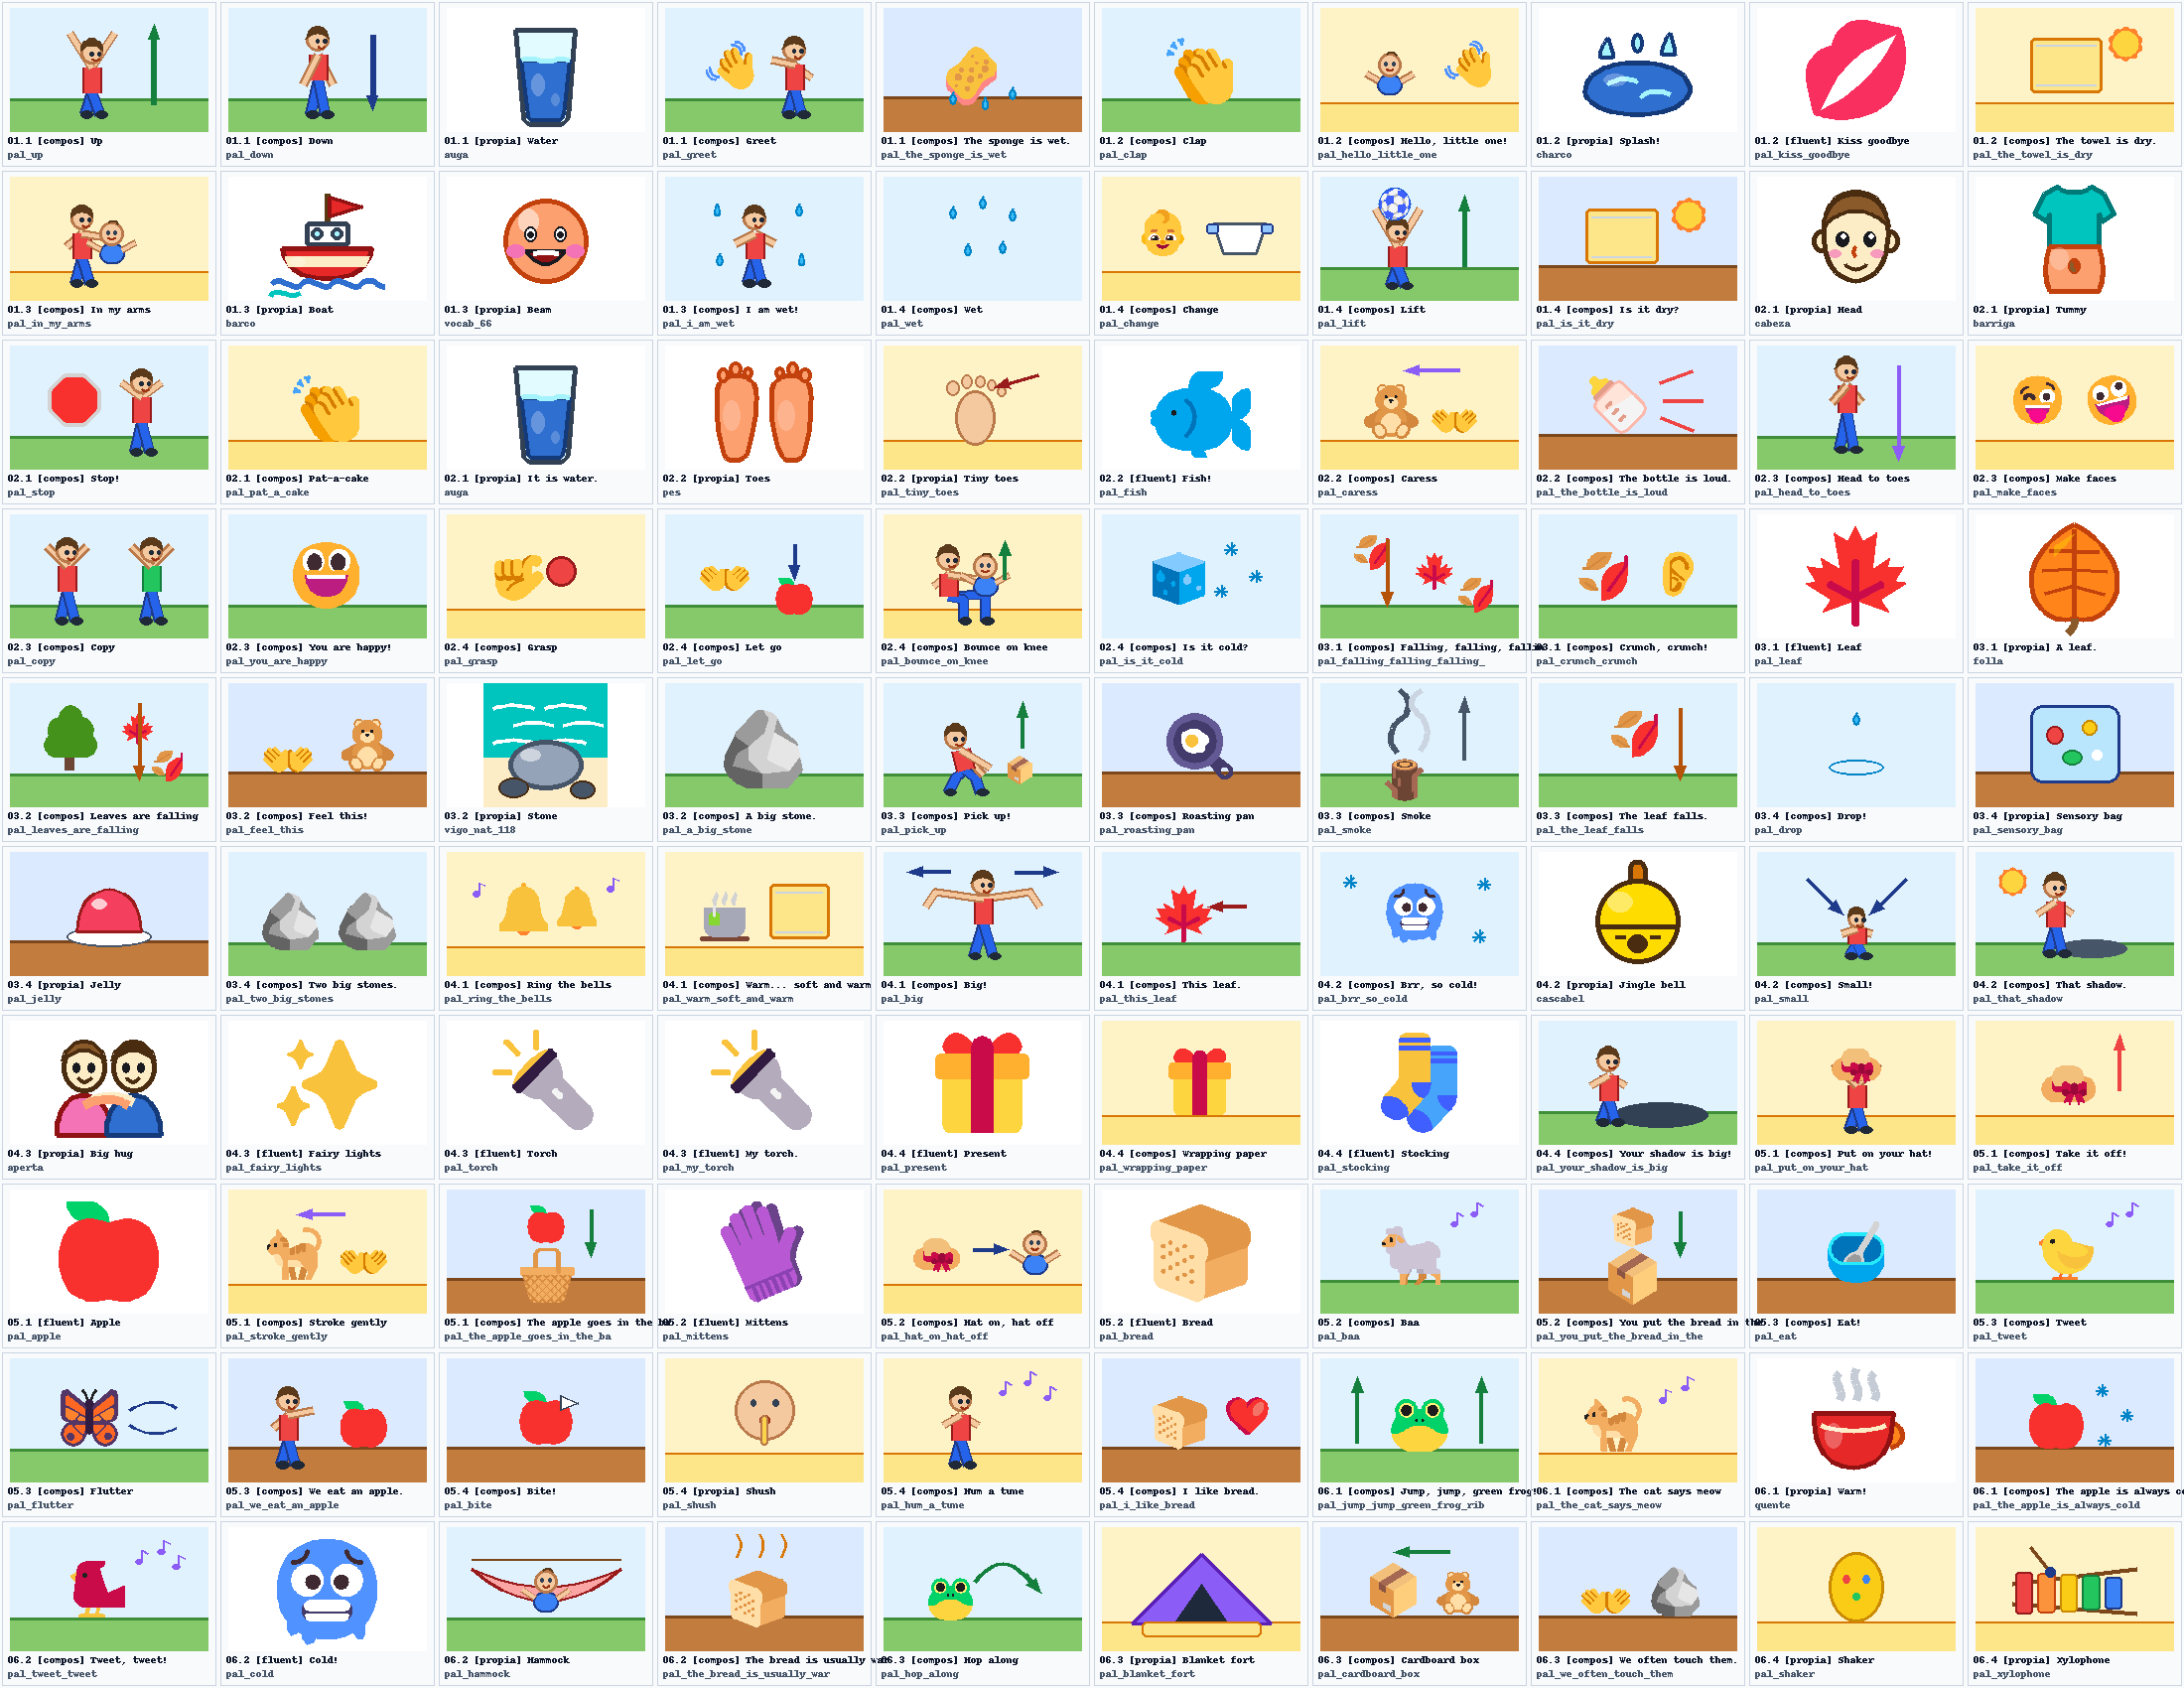 01.1 [compos] Up
pal_up
01.1 [compos] Down
pal_down
01.1 [propia] Water
auga
01.1 [compos] Greet
pal_greet
01.1 [compos] The sponge is wet.
pal_the_sponge_is_wet
01.2 [compos] Clap
pal_clap
01.2 [compos] Hello, little one!
pal_hello_little_one
01.2 [propia] Splash!
charco
01.2 [fluent] Kiss goodbye
pal_kiss_goodbye
01.2 [compos] The towel is dry.
pal_the_towel_is_dry
01.3 [compos] In my arms
pal_in_my_arms
01.3 [propia] Boat
barco
01.3 [propia] Beam
vocab_66
01.3 [compos] I am wet!
pal_i_am_wet
01.4 [compos] Wet
pal_wet
01.4 [compos] Change
pal_change
01.4 [compos] Lift
pal_lift
01.4 [compos] Is it dry?
pal_is_it_dry
02.1 [propia] Head
cabeza
02.1 [propia] Tummy
barriga
02.1 [compos] Stop!
pal_stop
02.1 [compos] Pat-a-cake
pal_pat_a_cake
02.1 [propia] It is water.
auga
02.2 [propia] Toes
pes
02.2 [propia] Tiny toes
pal_tiny_toes
02.2 [fluent] Fish!
pal_fish
02.2 [compos] Caress
pal_caress
02.2 [compos] The bottle is loud.
pal_the_bottle_is_loud
02.3 [compos] Head to toes
pal_head_to_toes
02.3 [compos] Make faces
pal_make_faces
02.3 [compos] Copy
pal_copy
02.3 [compos] You are happy!
pal_you_are_happy
02.4 [compos] Grasp
pal_grasp
02.4 [compos] Let go
pal_let_go
02.4 [compos] Bounce on knee
pal_bounce_on_knee
02.4 [compos] Is it cold?
pal_is_it_cold
03.1 [compos] Falling, falling,
pal_falling_falling_falling_
03.1 [compos] Crunch, crunch!
pal_crunch_crunch
03.1 [fluent] Leaf
pal_leaf
03.1 [propia] A leaf.
folla
03.2 [compos] Leaves are falling
pal_leaves_are_falling
03.2 [compos] Feel this!
pal_feel_this
03.2 [propia] Stone
vigo_nat_118
03.2 [compos] A big stone.
pal_a_big_stone
03.3 [compos] Pick up!
pal_pick_up
03.3 [compos] Roasting pan
pal_roasting_pan
03.3 [compos] Smoke
pal_smoke
03.3 [compos] The leaf falls.
pal_the_leaf_falls
03.4 [compos] Drop!
pal_drop
03.4 [propia] Sensory bag
pal_sensory_bag
03.4 [propia] Jelly
pal_jelly
03.4 [compos] Two big stones.
pal_two_big_stones
04.1 [compos] Ring the bells
pal_ring_the_bells
04.1 [compos] Warm... soft and warm
pal_warm_soft_and_warm
04.1 [compos] Big!
pal_big
04.1 [compos] This leaf.
pal_this_leaf
04.2 [compos] Brr, so cold!
pal_brr_so_cold
04.2 [propia] Jingle bell
cascabel
04.2 [compos] Small!
pal_small
04.2 [compos] That shadow.
pal_that_shadow
04.3 [propia] Big hug
aperta
04.3 [fluent] Fairy lights
pal_fairy_lights
04.3 [fluent] Torch
pal_torch
04.3 [fluent] My torch.
pal_my_torch
04.4 [fluent] Present
pal_present
04.4 [compos] Wrapping paper
pal_wrapping_paper
04.4 [fluent] Stocking
pal_stocking
04.4 [compos] Your shadow is big!
pal_your_shadow_is_big
05.1 [compos] Put on your hat!
pal_put_on_your_hat
05.1 [compos] Take it off!
pal_take_it_off
05.1 [fluent] Apple
pal_apple
05.1 [compos] Stroke gently
pal_stroke_gently
05.1 [compos] The apple goes in the
pal_the_apple_goes_in_the_ba
05.2 [fluent] Mittens
pal_mittens
05.2 [compos] Hat on, hat off
pal_hat_on_hat_off
05.2 [fluent] Bread
pal_bread
05.2 [compos] Baa
pal_baa
05.2 [compos] You put the bread in
pal_you_put_the_bread_in_the
05.3 [compos] Eat!
pal_eat
05.3 [compos] Tweet
pal_tweet
05.3 [compos] Flutter
pal_flutter
05.3 [compos] We eat an apple.
pal_we_eat_an_apple
05.4 [compos] Bite!
pal_bite
05.4 [propia] Shush
pal_shush
05.4 [compos] Hum a tune
pal_hum_a_tune
05.4 [compos] I like bread.
pal_i_like_bread
06.1 [compos] Jump, jump, green frog!
pal_jump_jump_green_frog_rib
06.1 [compos] The cat says meow
pal_the_cat_says_meow
06.1 [propia] Warm!
quente
06.1 [compos] The apple is always
pal_the_apple_is_always_cold
06.2 [compos] Tweet, tweet!
pal_tweet_tweet
06.2 [fluent] Cold!
pal_cold
06.2 [propia] Hammock
pal_hammock
06.2 [compos] The bread is usually
pal_the_bread_is_usually_war
06.3 [compos] Hop along
pal_hop_along
06.3 [propia] Blanket fort
pal_blanket_fort
06.3 [compos] Cardboard box
pal_cardboard_box
06.3 [compos] We often touch them.
pal_we_often_touch_them
06.4 [propia] Shaker
pal_shaker
06.4 [propia] Xylophone
pal_xylophone